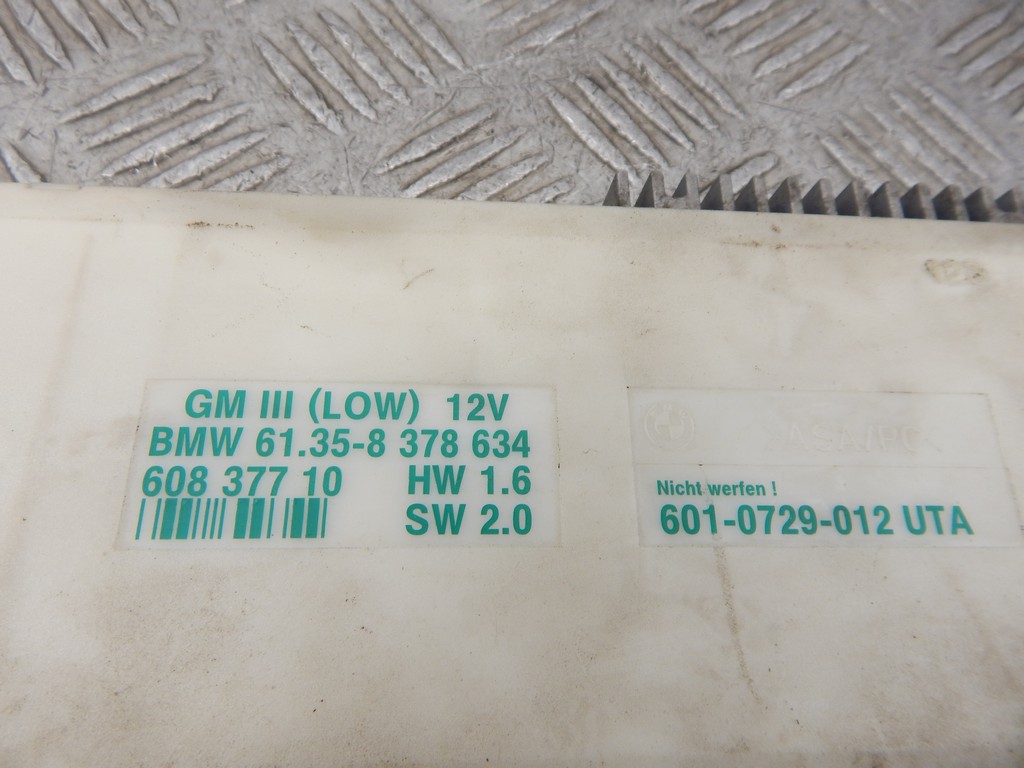 GM III (LOW) 12V
BMW 61.35-8 378 634
608 377 10 HW 1.6
SW 2.0
Nicht werfen !
601-0729-012 UTA